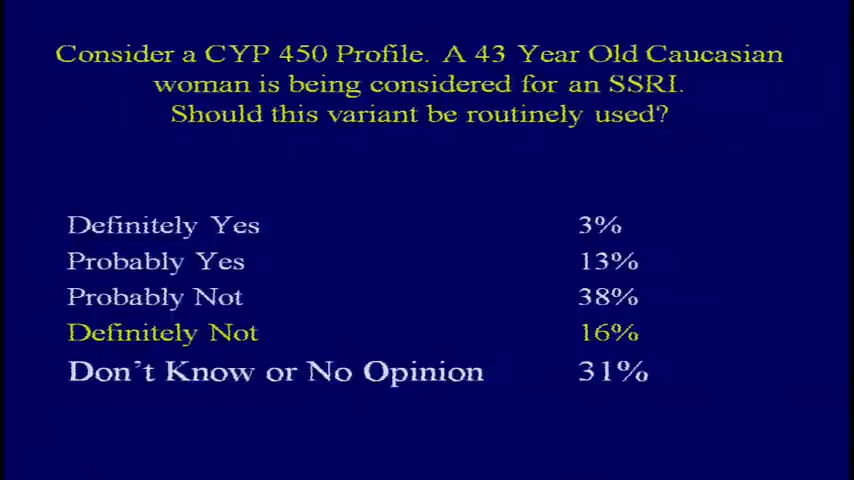 Consider a CYP 450 Profile. A 43 Year Old Caucasian
woman is being considered for an SSRI.
Should this variant be routinely used?
Definitely Yes 3%
Probably Yes 13%
Probably Not 38%
Definitely Not 16%
Don't Know or No Opinion 31%